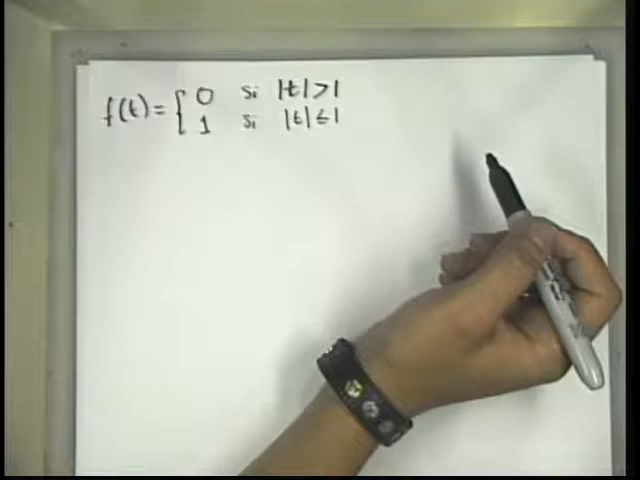 f(t) = { 0 si |t| > 1
1 si |t| ≤ 1